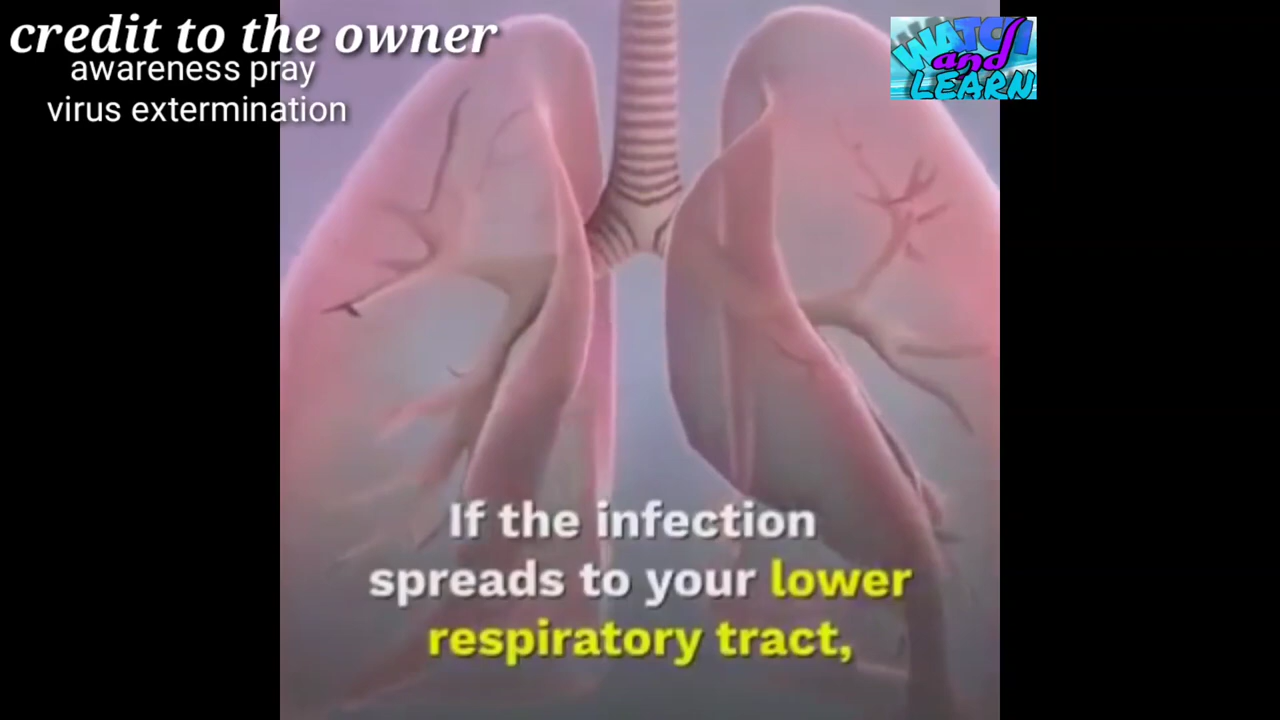 credit to the owner
awareness pray
virus extermination
WATCH
and
LEARN
If the infection
spreads to your lower
respiratory tract,